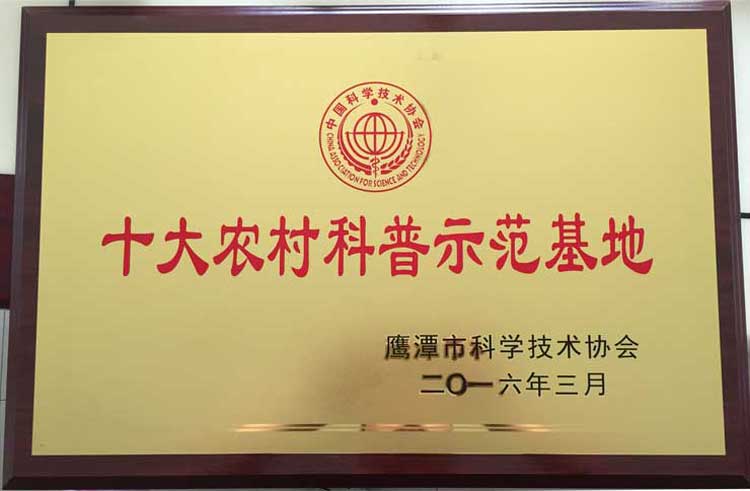 中国科学技术协会
CHINA ASSOCIATION FOR SCIENCE AND TECHNOLOGY
十大农村科普示范基地
鹰潭市科学技术协会
二〇一六年三月